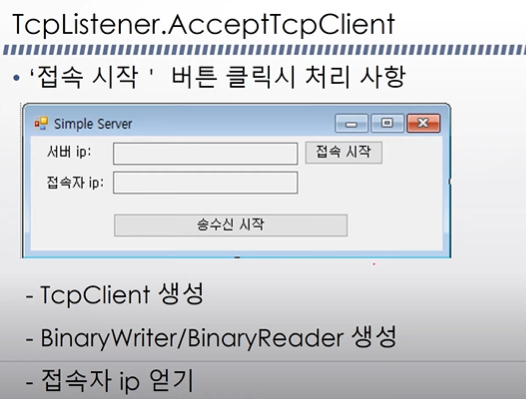 TcpListener.AcceptTcpClient
• ‘접속 시작 ' 버튼 클릭시 처리 사항
Simple Server
서버 ip: 접속 시작
접속자 ip:
송수신 시작
- TcpClient 생성
- BinaryWriter/BinaryReader 생성
- 접속자 ip 얻기